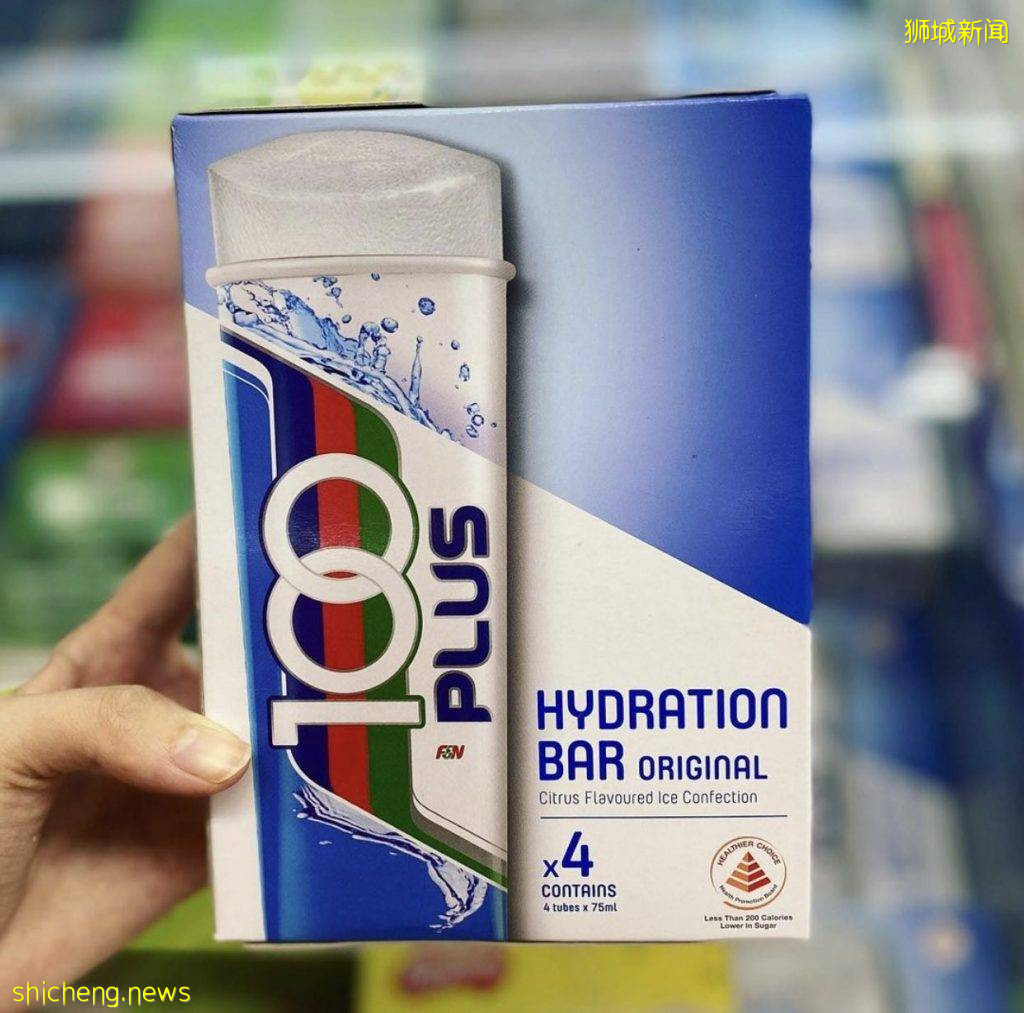 狮城新闻
100
PLUS
F&N
HYDRATION
BAR ORIGINAL
Citrus Flavoured Ice Confection
x4
CONTAINS
4 tubes x 75ml
HEALTHIER CHOICE
Health Promotion Board
Less Than 200 Calories
Lower in Sugar
shicheng.news